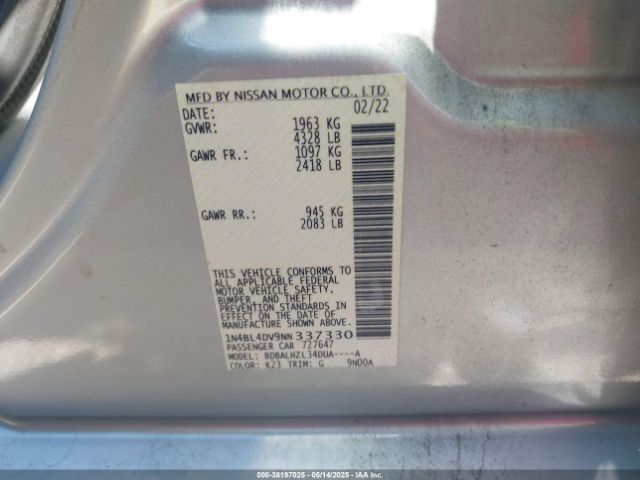 MFD BY NISSAN MOTOR CO., LTD.
DATE: 02/22
GVWR: 1963 KG
4328 LB
GAWR FR.: 1097 KG
2418 LB
GAWR RR.: 945 KG
2083 LB
THIS VEHICLE CONFORMS TO
ALL APPLICABLE FEDERAL
MOTOR VEHICLE SAFETY,
BUMPER, AND THEFT
PREVENTION STANDARDS IN
EFFECT ON THE DATE OF
MANUFACTURE SHOWN ABOVE.
1N4BL4DV9NN337330
PASSENGER CAR 727647
MODEL: BDBALHZL34DUA----A
COLOR: K23 TRIM: G 9N00A
000-38197025 - 05/14/2025 - IAA Inc.